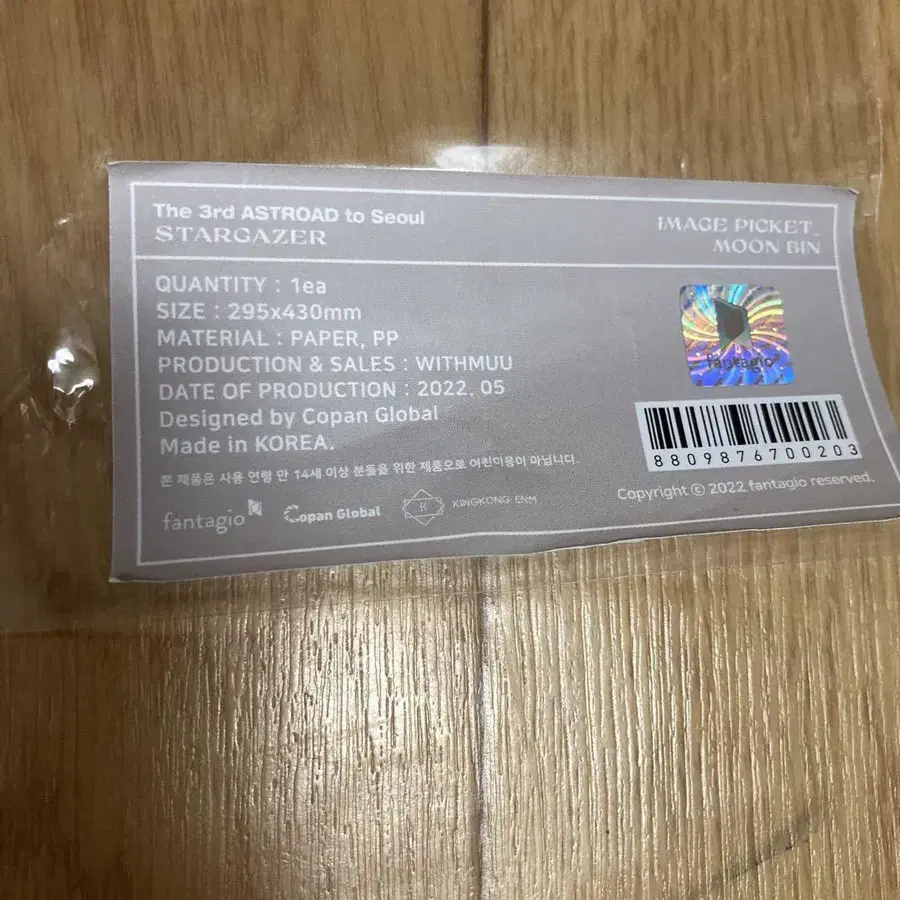 The 3rd ASTROAD to Seoul
STARGAZER
IMAGE PICKET_
MOON BIN
QUANTITY : 1ea
SIZE : 295x430mm
MATERIAL : PAPER, PP
PRODUCTION & SALES : WITHMUU
DATE OF PRODUCTION : 2022. 05
Designed by Copan Global
Made in KOREA.
본 제품은 사용 연령 만 14세 이상 분들을 위한 제품으로 어린이용이 아닙니다.
fantagio
8809876700203
Copyright ⓒ 2022 fantagio reserved.
fantagio
Copan Global
K
KINGKONG ENM